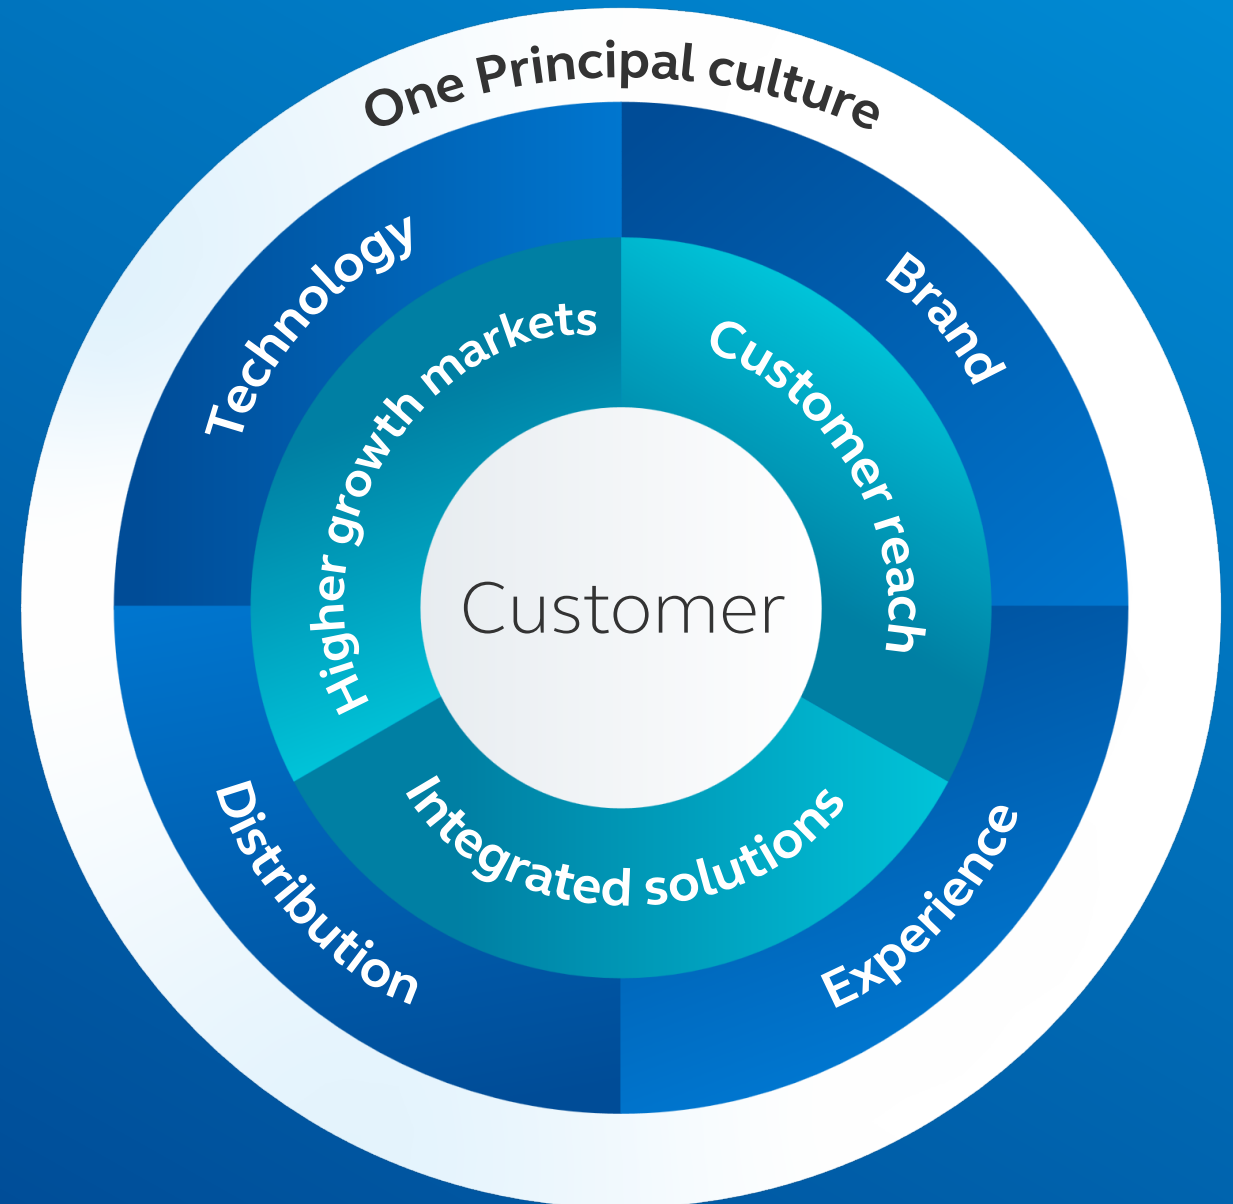 One Principal culture
Technology
Brand
Higher growth markets
Customer reach
Customer
Integrated solutions
Distribution
Experience